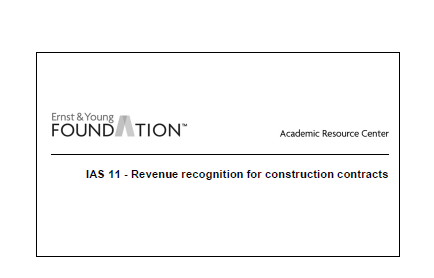 Ernst & Young
FOUNDATION™
Academic Resource Center
IAS 11 - Revenue recognition for construction contracts